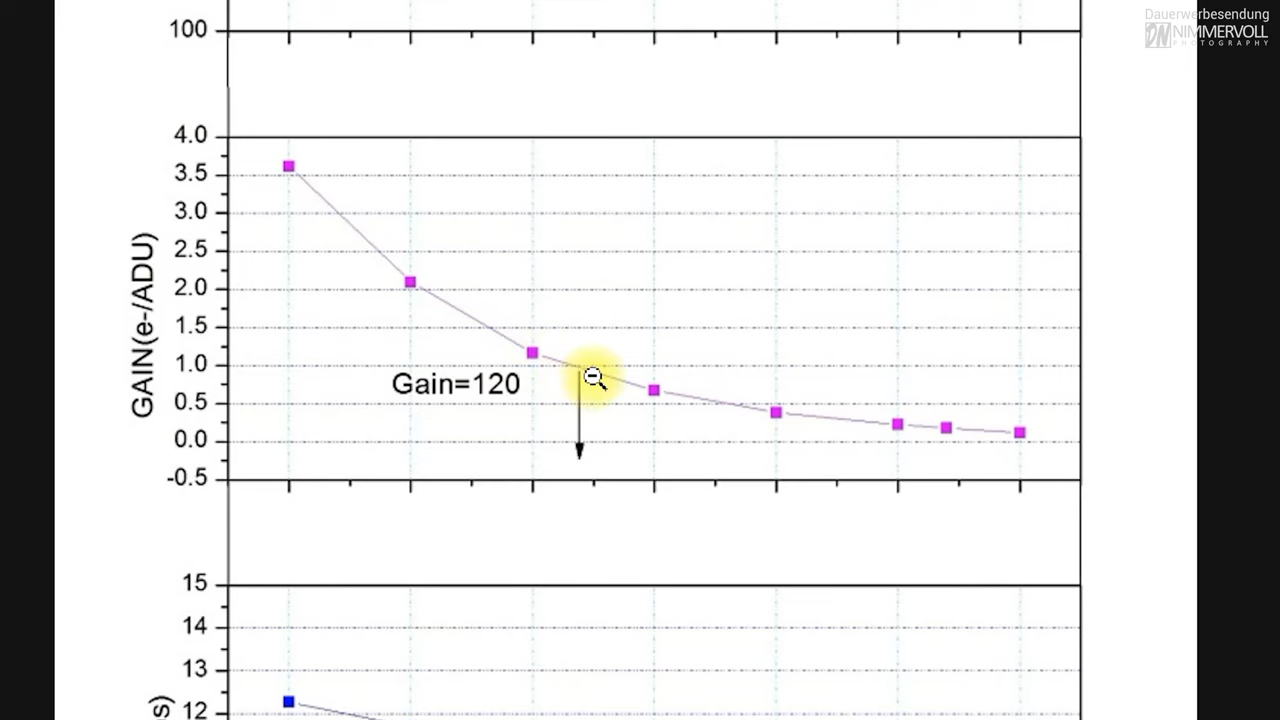 Dauerwerbesendung
DN NIMMERVOLL
PHOTOGRAPHY
100
4.0
3.5
3.0
2.5
2.0
1.5
1.0
0.5
0.0
-0.5
GAIN(e-/ADU)
Gain=120
15
14
13
12
s)